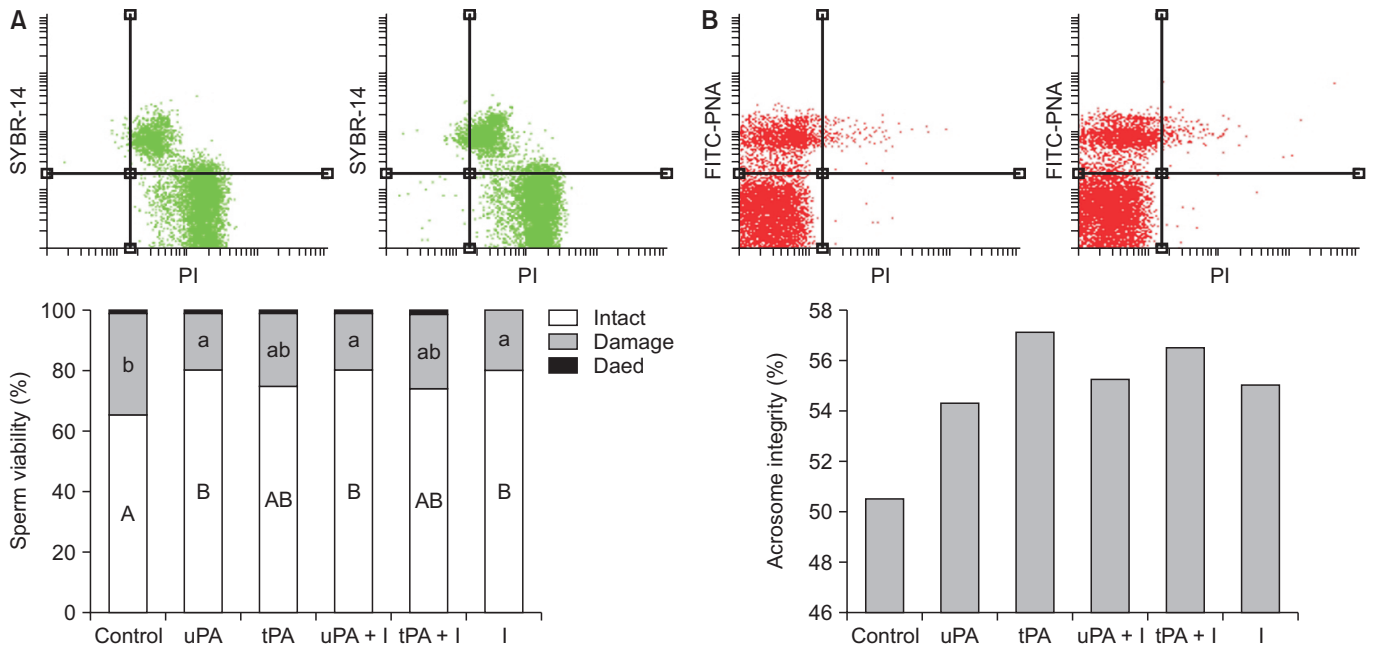 A
SYBR-14
PI
SYBR-14
PI
B
FITC-PNA
PI
FITC-PNA
PI
Sperm viability (%)
100
80
60
40
20
0
b
a
ab
a
ab
a
A
B
AB
B
AB
B
Control uPA tPA uPA + I tPA + I I
Intact
Damage
Daed
Acrosome integrity (%)
58
56
54
52
50
48
46
Control uPA tPA uPA + I tPA + I I